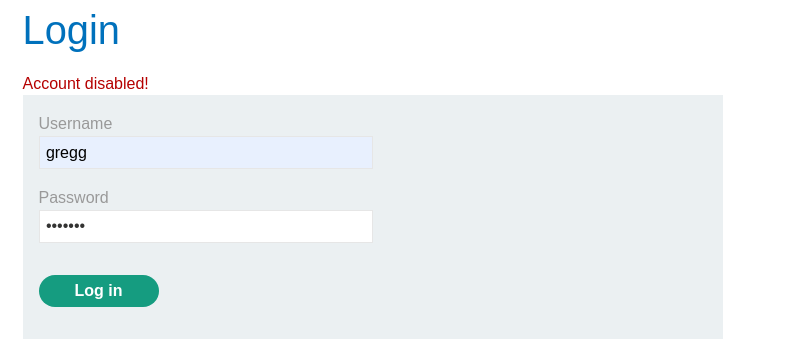 Login
Account disabled!
Username
gregg
Password
•••••••
Log in